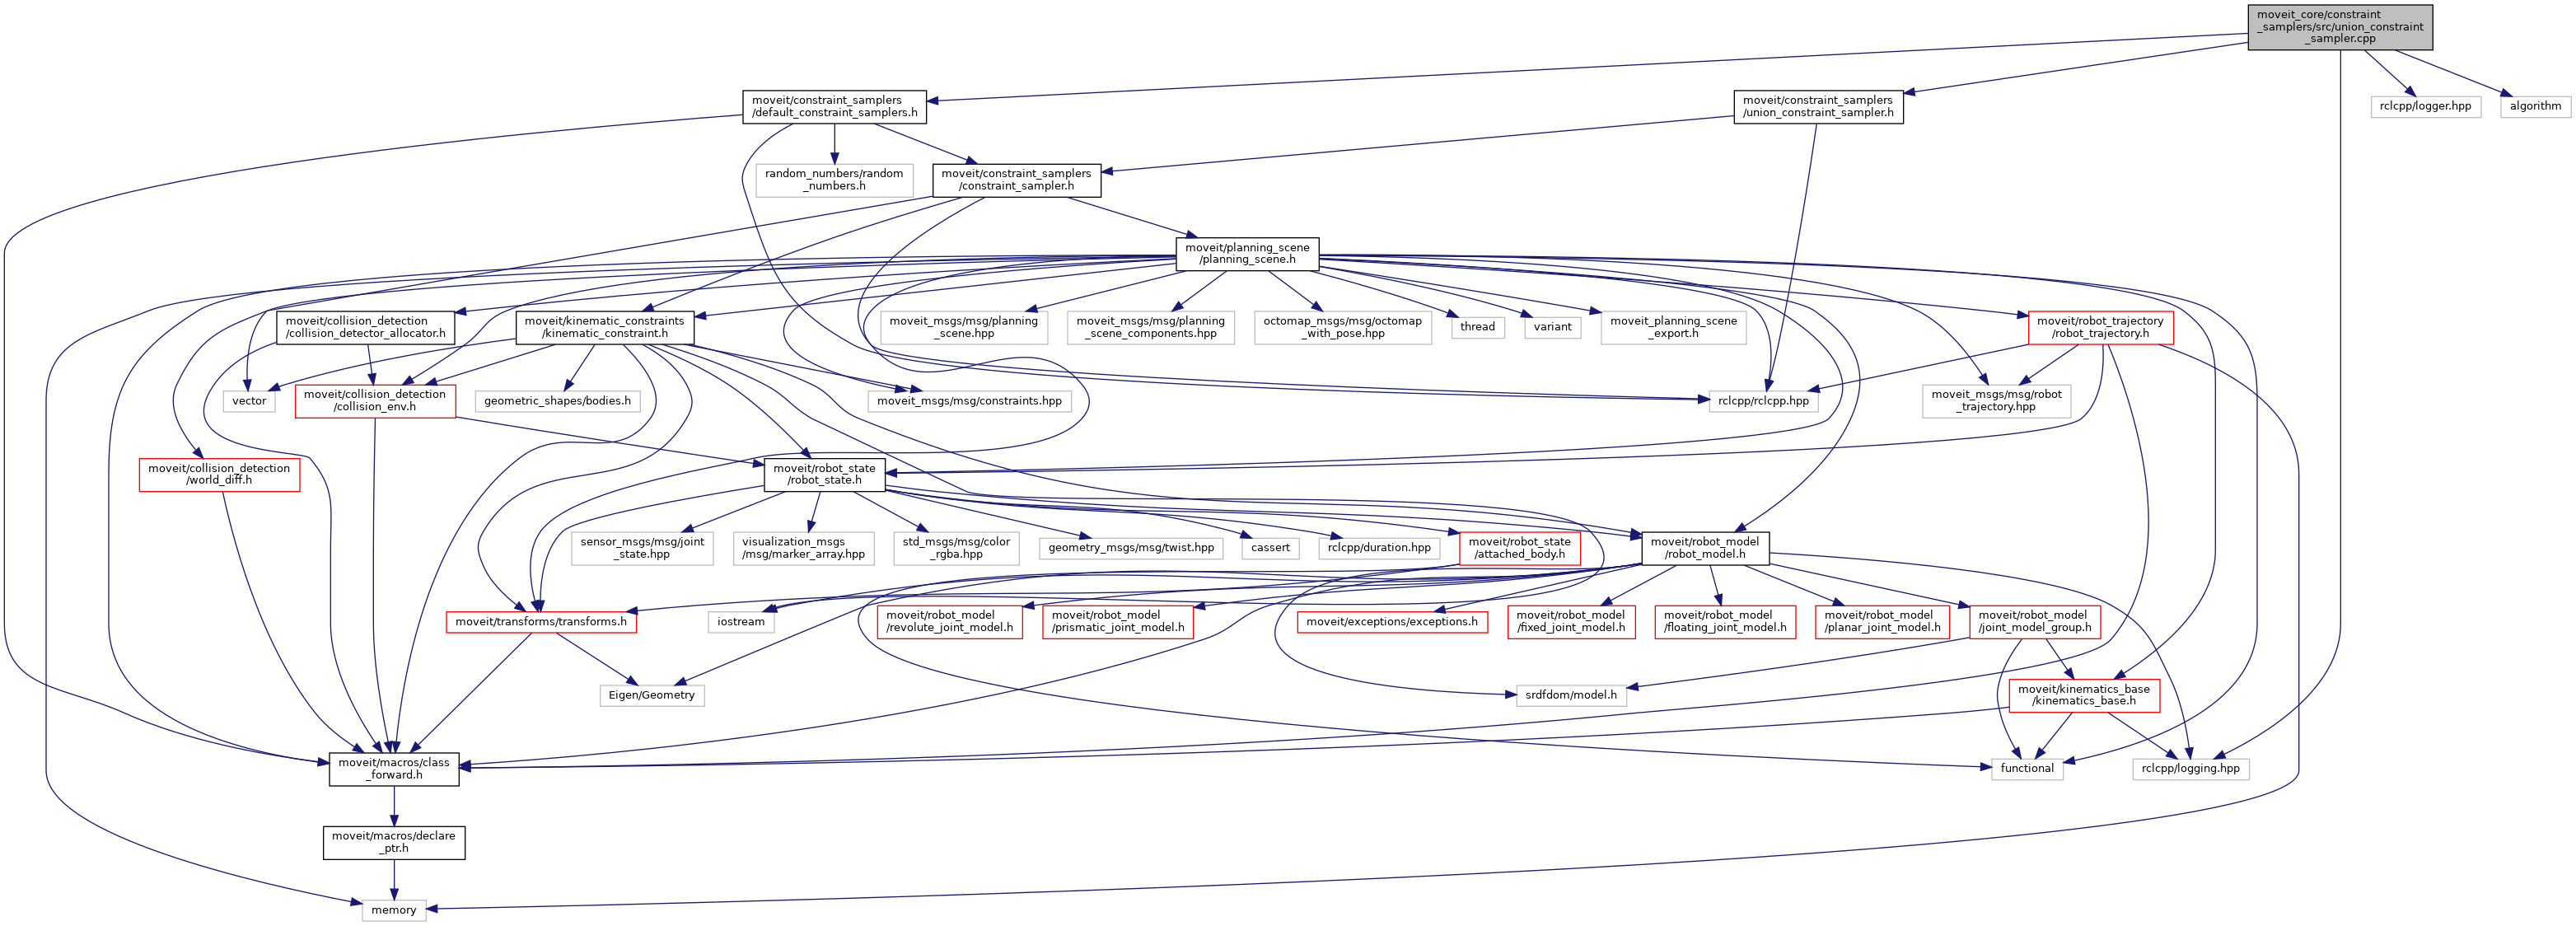 moveit_core/constraint
_samplers/src/union_constraint
_sampler.cpp
moveit/constraint_samplers
/default_constraint_samplers.h
moveit/constraint_samplers
/union_constraint_sampler.h
rclcpp/logger.hpp
algorithm
random_numbers/random
_numbers.h
moveit/constraint_samplers
/constraint_sampler.h
moveit/planning_scene
/planning_scene.h
moveit/collision_detection
/collision_detector_allocator.h
moveit/kinematic_constraints
/kinematic_constraint.h
moveit_msgs/msg/planning
_scene.hpp
moveit_msgs/msg/planning
_scene_components.hpp
octomap_msgs/msg/octomap
_with_pose.hpp
thread
variant
moveit_planning_scene
_export.h
moveit/robot_trajectory
/robot_trajectory.h
vector
moveit/collision_detection
/collision_env.h
geometric_shapes/bodies.h
moveit_msgs/msg/constraints.hpp
rclcpp/rclcpp.hpp
moveit_msgs/msg/robot
_trajectory.hpp
moveit/collision_detection
/world_diff.h
moveit/robot_state
/robot_state.h
sensor_msgs/msg/joint
_state.hpp
visualization_msgs
/msg/marker_array.hpp
std_msgs/msg/color
_rgba.hpp
geometry_msgs/msg/twist.hpp
cassert
rclcpp/duration.hpp
moveit/robot_state
/attached_body.h
moveit/robot_model
/robot_model.h
moveit/transforms/transforms.h
iostream
moveit/robot_model
/revolute_joint_model.h
moveit/robot_model
/prismatic_joint_model.h
moveit/exceptions/exceptions.h
moveit/robot_model
/fixed_joint_model.h
moveit/robot_model
/floating_joint_model.h
moveit/robot_model
/planar_joint_model.h
moveit/robot_model
/joint_model_group.h
Eigen/Geometry
srdfdom/model.h
moveit/kinematics_base
/kinematics_base.h
moveit/macros/class
_forward.h
functional
rclcpp/logging.hpp
moveit/macros/declare
_ptr.h
memory